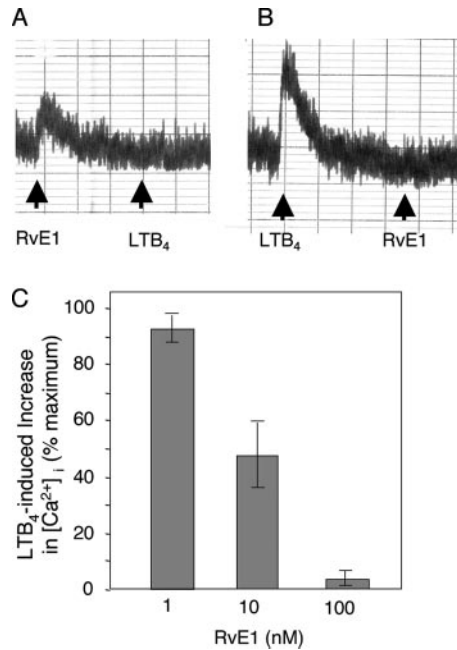 A
B
RvE1
LTB4
LTB4
RvE1
C
LTB4-induced Increase
in [Ca2+] i (% maximum)
100
80
60
40
20
0
1
10
100
RvE1 (nM)